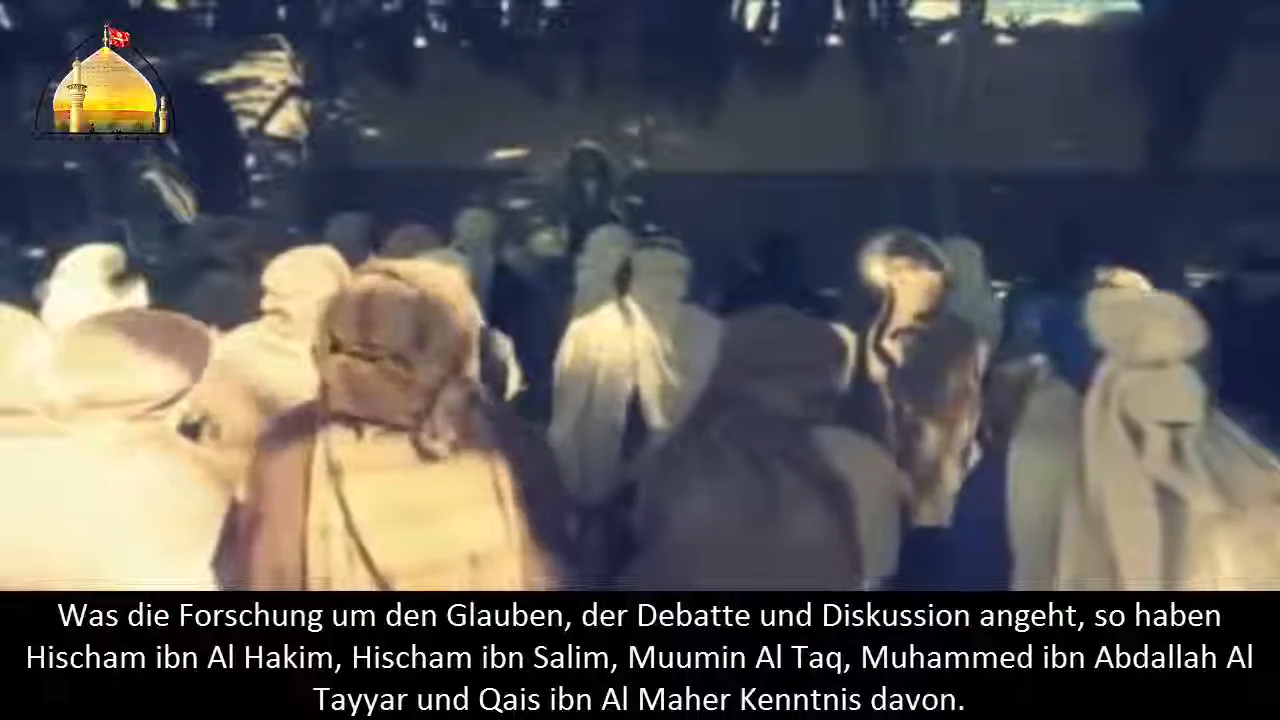 Was die Forschung um den Glauben, der Debatte und Diskussion angeht, so haben
Hischam ibn Al Hakim, Hischam ibn Salim, Muumin Al Taq, Muhammed ibn Abdallah Al
Tayyar und Qais ibn Al Maher Kenntnis davon.